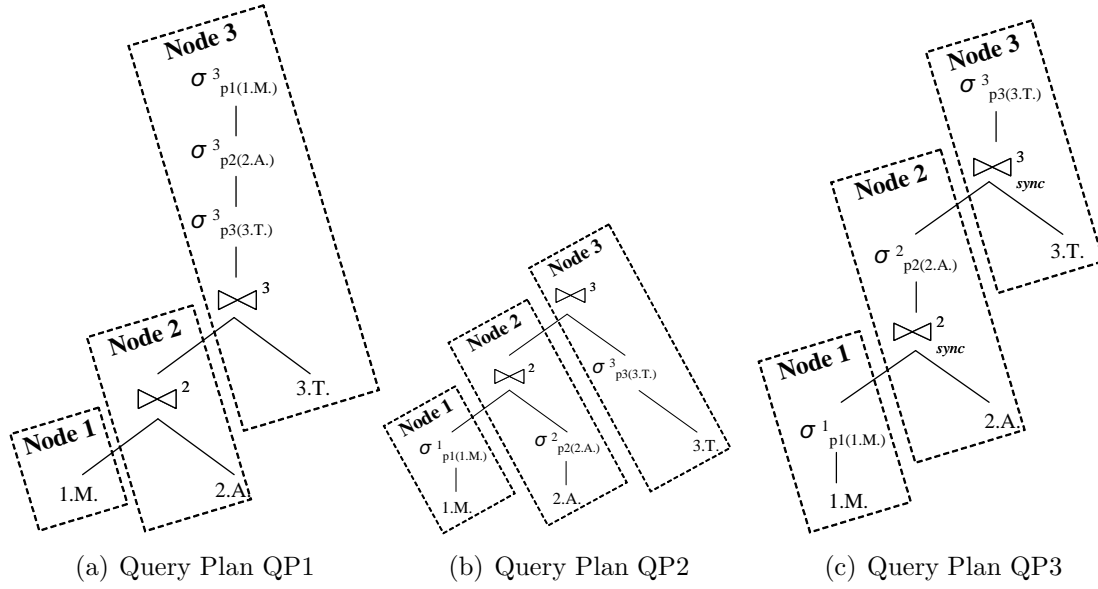 Node 3
σ 3 p1(1.M.)
σ 3 p2(2.A.)
σ 3 p3(3.T.)
⋈ 3
Node 2
⋈ 2
3.T.
Node 1
1.M.
2.A.
(a) Query Plan QP1
Node 3
⋈ 3
Node 2
⋈ 2
σ 3 p3(3.T.)
Node 1
σ 1 p1(1.M.)
σ 2 p2(2.A.)
3.T.
1.M.
2.A.
(b) Query Plan QP2
Node 3
σ 3 p3(3.T.)
⋈ 3 sync
Node 2
σ 2 p2(2.A.)
3.T.
⋈ 2 sync
Node 1
σ 1 p1(1.M.)
2.A.
1.M.
(c) Query Plan QP3